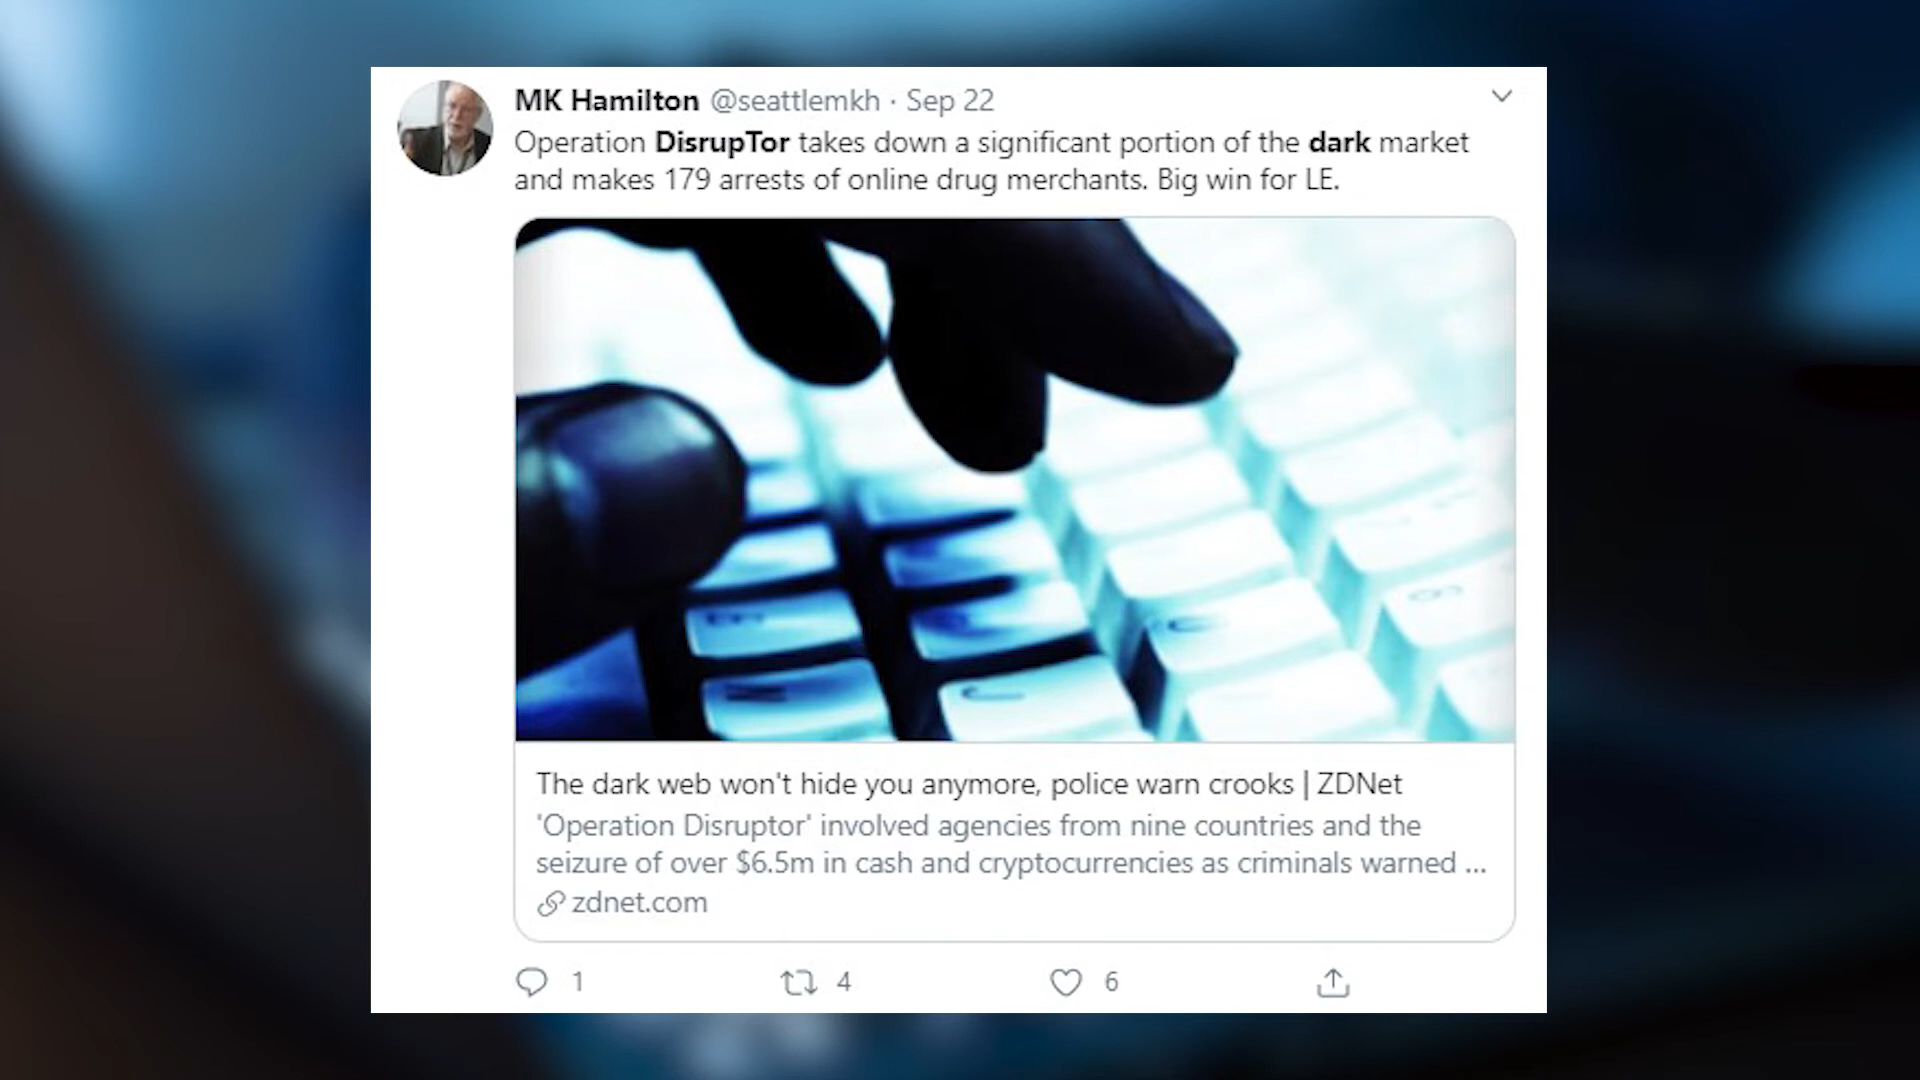 MK Hamilton @seattlemkh · Sep 22
Operation DisrupTor takes down a significant portion of the dark market
and makes 179 arrests of online drug merchants. Big win for LE.
The dark web won't hide you anymore, police warn crooks | ZDNet
'Operation Disruptor' involved agencies from nine countries and the
seizure of over $6.5m in cash and cryptocurrencies as criminals warned ...
zdnet.com
1 4 6